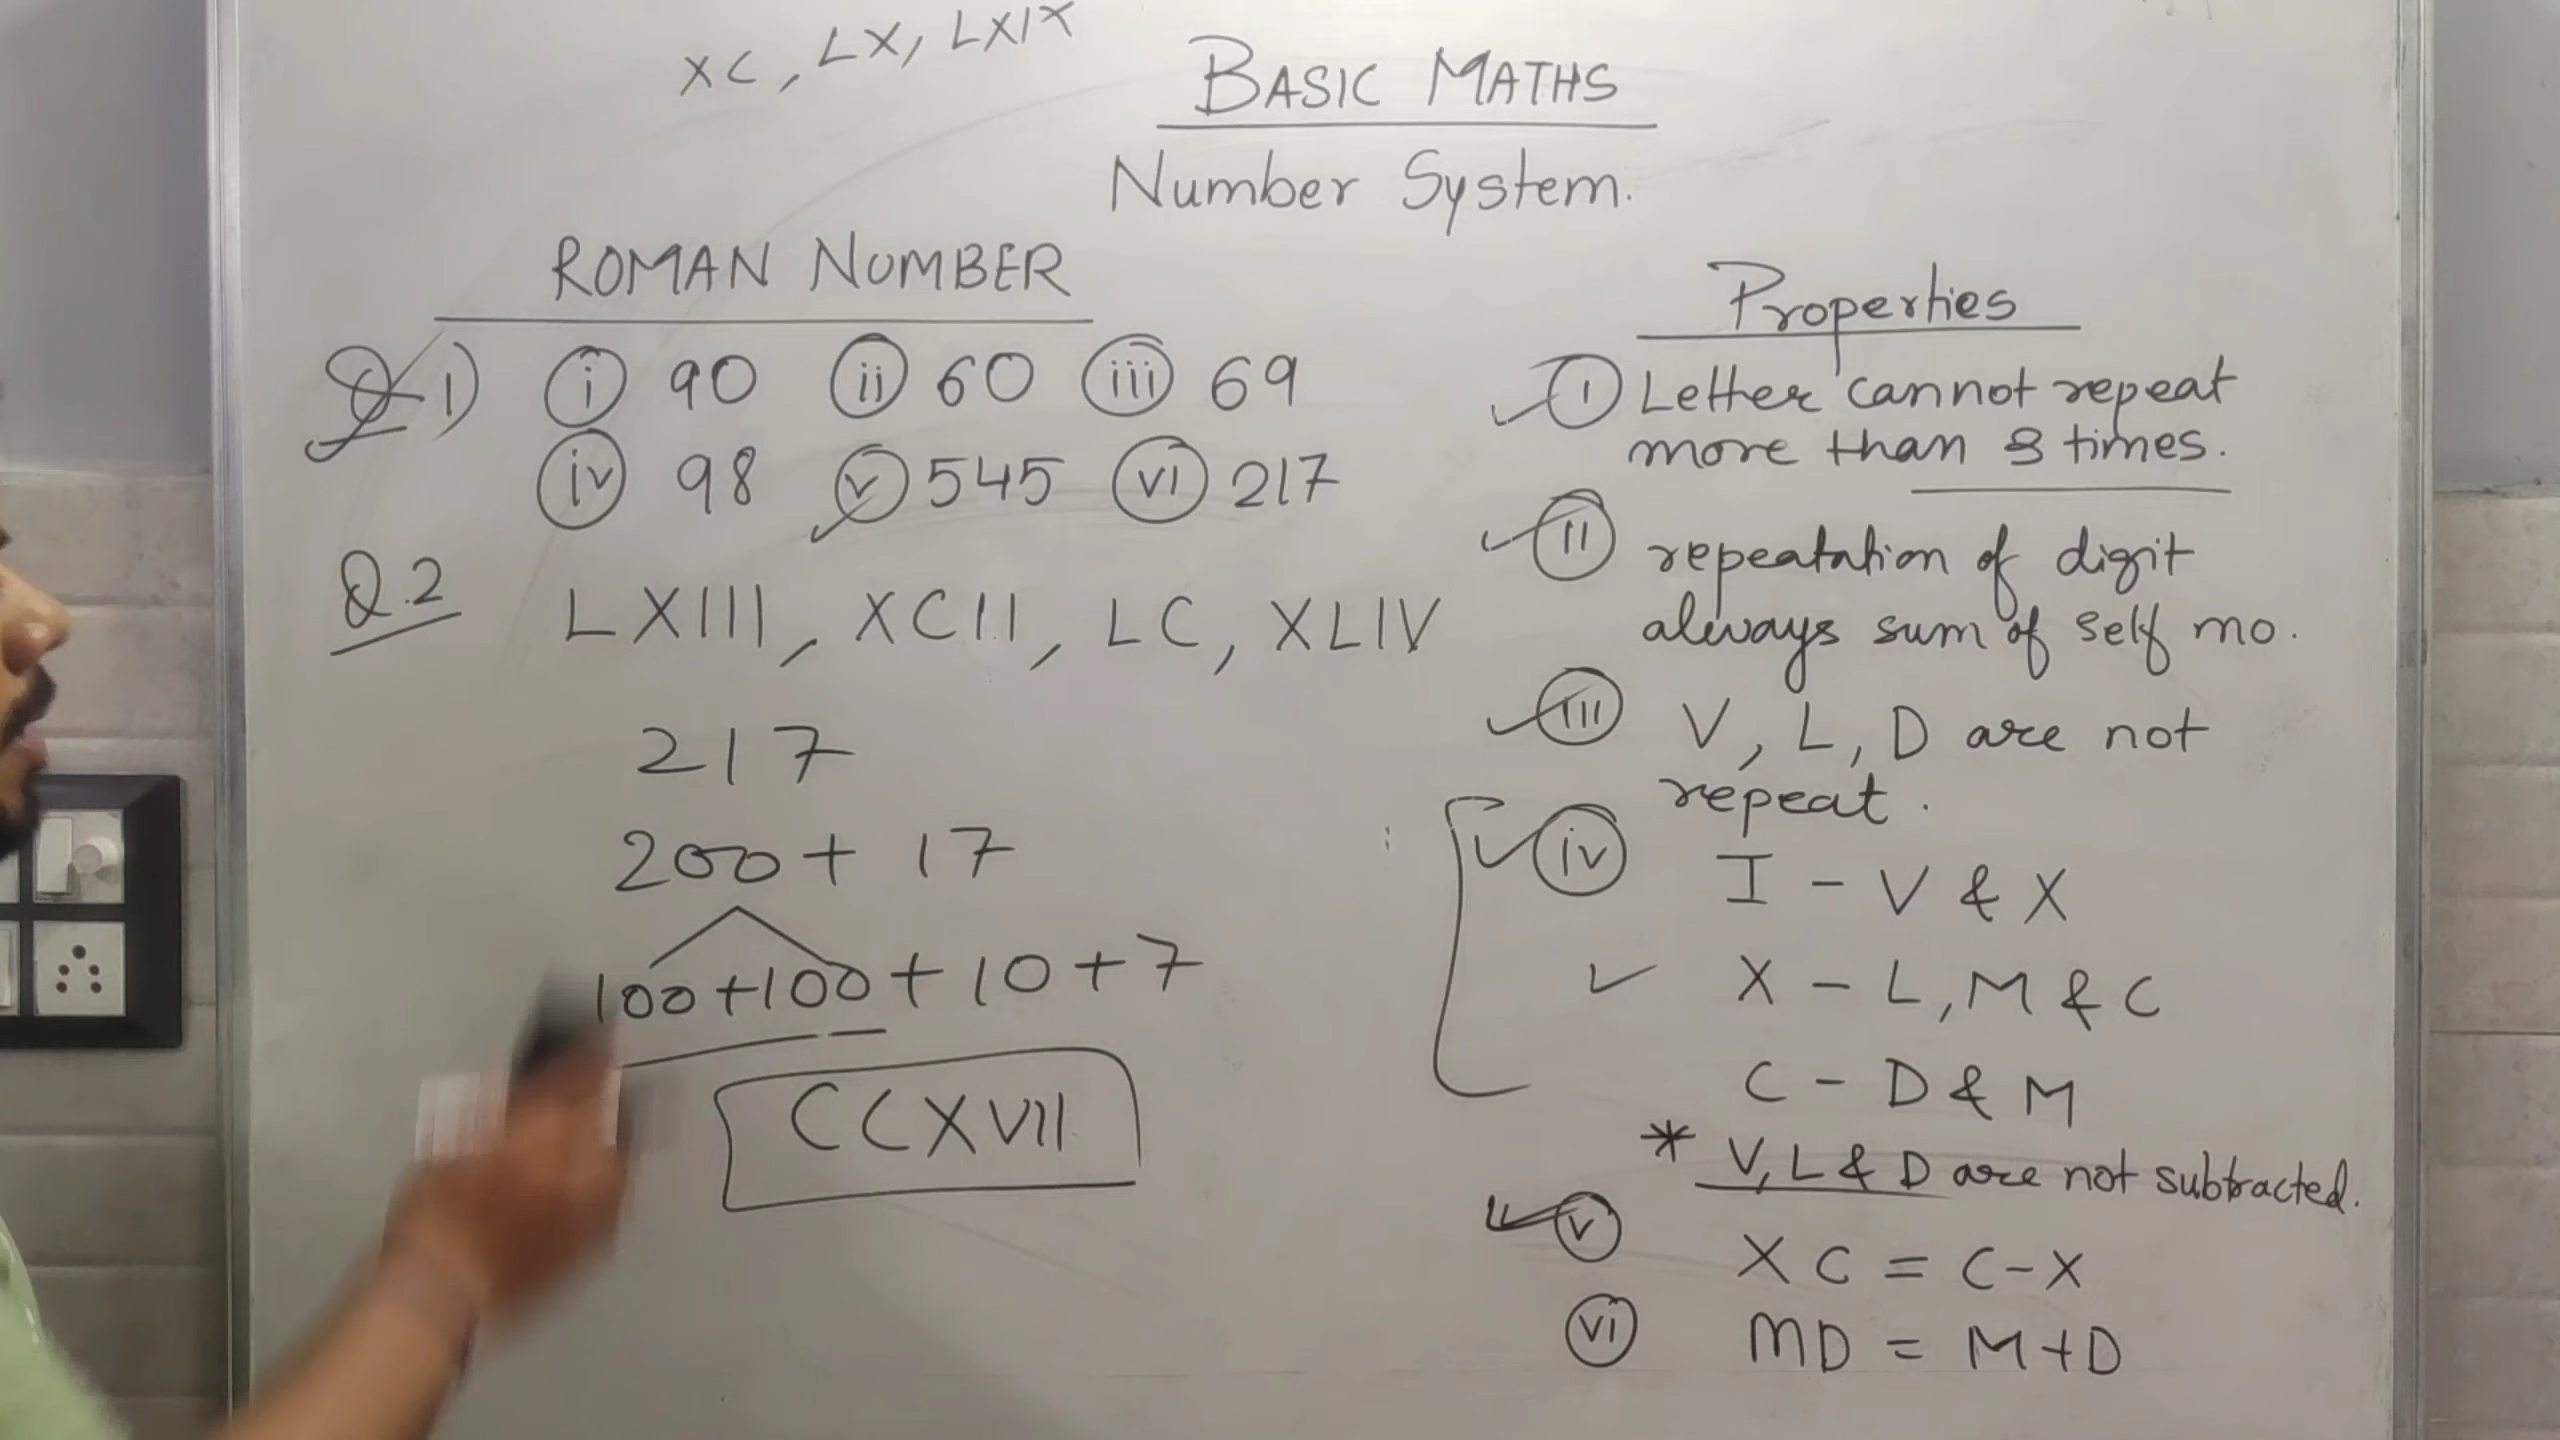 XC, LX, LXIX
BASIC MATHS
Number System.
ROMAN NUMBER
Q1) i 90 ii 60 iii 69
iv 98 v 545 vi 217
Q.2 LXIII, XCII, LC, XLIV
217
200 + 17
100+100 + 10 + 7
CCXVII
Properties
I Letter cannot repeat
more than 3 times.
II repeatation of digit
always sum of self mo.
III V, L, D are not
repeat.
iv I - V & X
X - L, M & C
C - D & M
* V, L & D are not subtracted.
V XC = C-X
VI MD = M+D